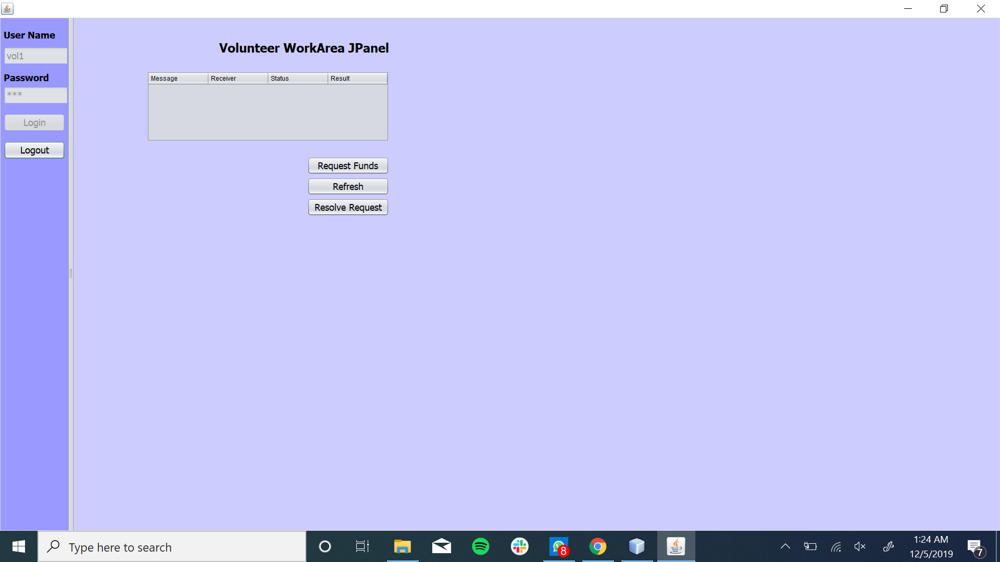 User Name
vol1
Password
***
Login
Logout
Volunteer WorkArea JPanel
Message Receiver Status Result
Request Funds
Refresh
Resolve Request
Type here to search
8
1:24 AM
12/5/2019
7